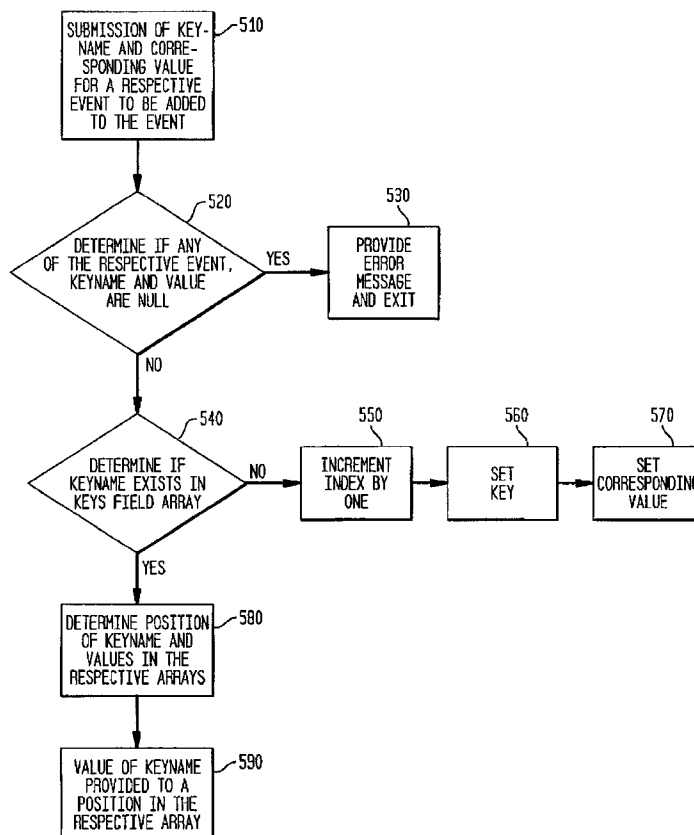 SUBMISSION OF KEY-
NAME AND CORRE-
SPONDING VALUE
FOR A RESPECTIVE
EVENT TO BE ADDED
TO THE EVENT
510
DETERMINE IF ANY
OF THE RESPECTIVE EVENT,
KEYNAME AND VALUE
ARE NULL
520
YES
PROVIDE
ERROR
MESSAGE
AND EXIT
530
NO
DETERMINE IF
KEYNAME EXISTS IN
KEYS FIELD ARRAY
540
NO
INCREMENT
INDEX BY
ONE
550
SET
KEY
560
SET
CORRESPONDING
VALUE
570
YES
DETERMINE POSITION
OF KEYNAME AND
VALUES IN THE
RESPECTIVE ARRAYS
580
VALUE OF KEYNAME
PROVIDED TO A
POSITION IN THE
RESPECTIVE ARRAY
590